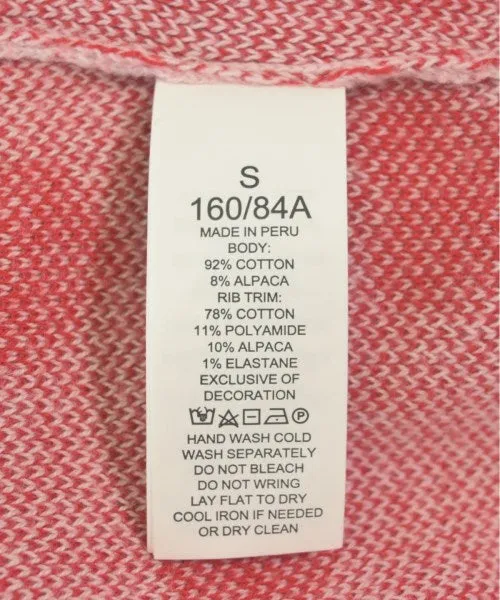 S
160/84A
MADE IN PERU
BODY:
92% COTTON
8% ALPACA
RIB TRIM:
78% COTTON
11% POLYAMIDE
10% ALPACA
1% ELASTANE
EXCLUSIVE OF
DECORATION
P
HAND WASH COLD
WASH SEPARATELY
DO NOT BLEACH
DO NOT WRING
LAY FLAT TO DRY
COOL IRON IF NEEDED
OR DRY CLEAN